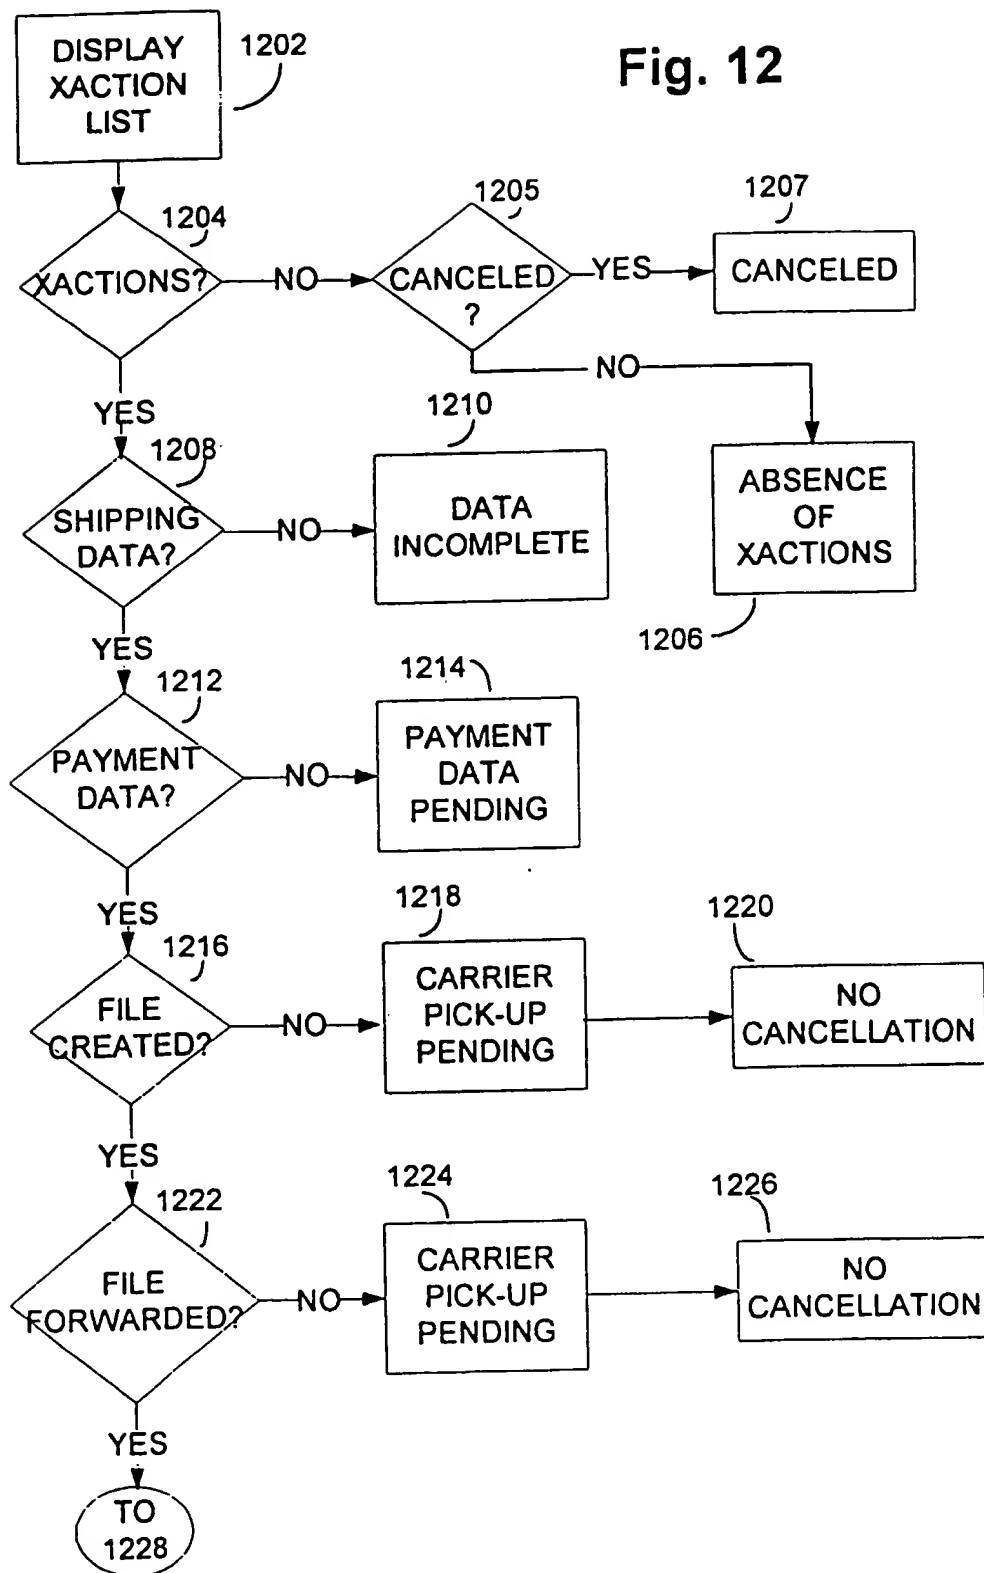 DISPLAY
XACTION
LIST
1202
Fig. 12
1204
XACTIONS?
NO
1205
CANCELED
?
YES
1207
CANCELED
NO
YES
1208
SHIPPING
DATA?
NO
1210
DATA
INCOMPLETE
ABSENCE
OF
XACTIONS
1206
YES
1212
PAYMENT
DATA?
NO
1214
PAYMENT
DATA
PENDING
YES
1216
FILE
CREATED?
NO
1218
CARRIER
PICK-UP
PENDING
1220
NO
CANCELLATION
YES
1222
FILE
FORWARDED?
NO
1224
CARRIER
PICK-UP
PENDING
1226
NO
CANCELLATION
YES
TO
1228